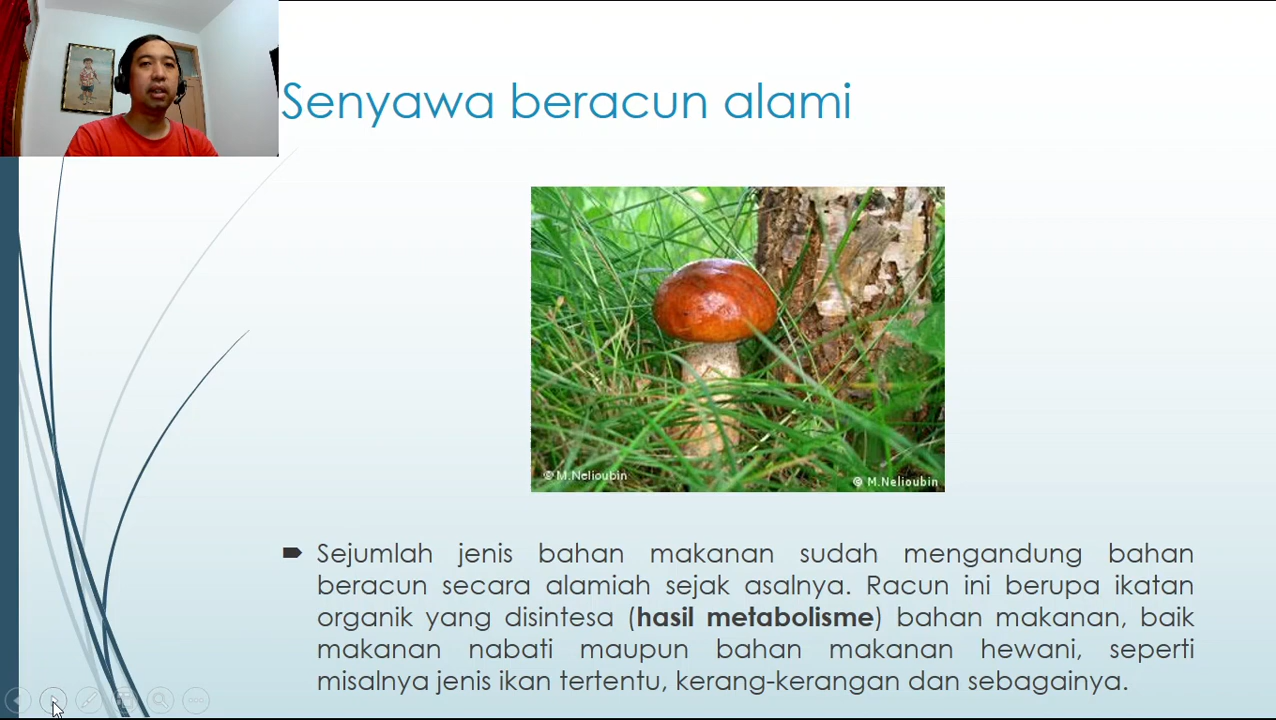 Senyawa beracun alami
© M.Nelioubin
© M.Nelioubin
Sejumlah jenis bahan makanan sudah mengandung bahan
beracun secara alamiah sejak asalnya. Racun ini berupa ikatan
organik yang disintesa (hasil metabolisme) bahan makanan, baik
makanan nabati maupun bahan makanan hewani, seperti
misalnya jenis ikan tertentu, kerang-kerangan dan sebagainya.